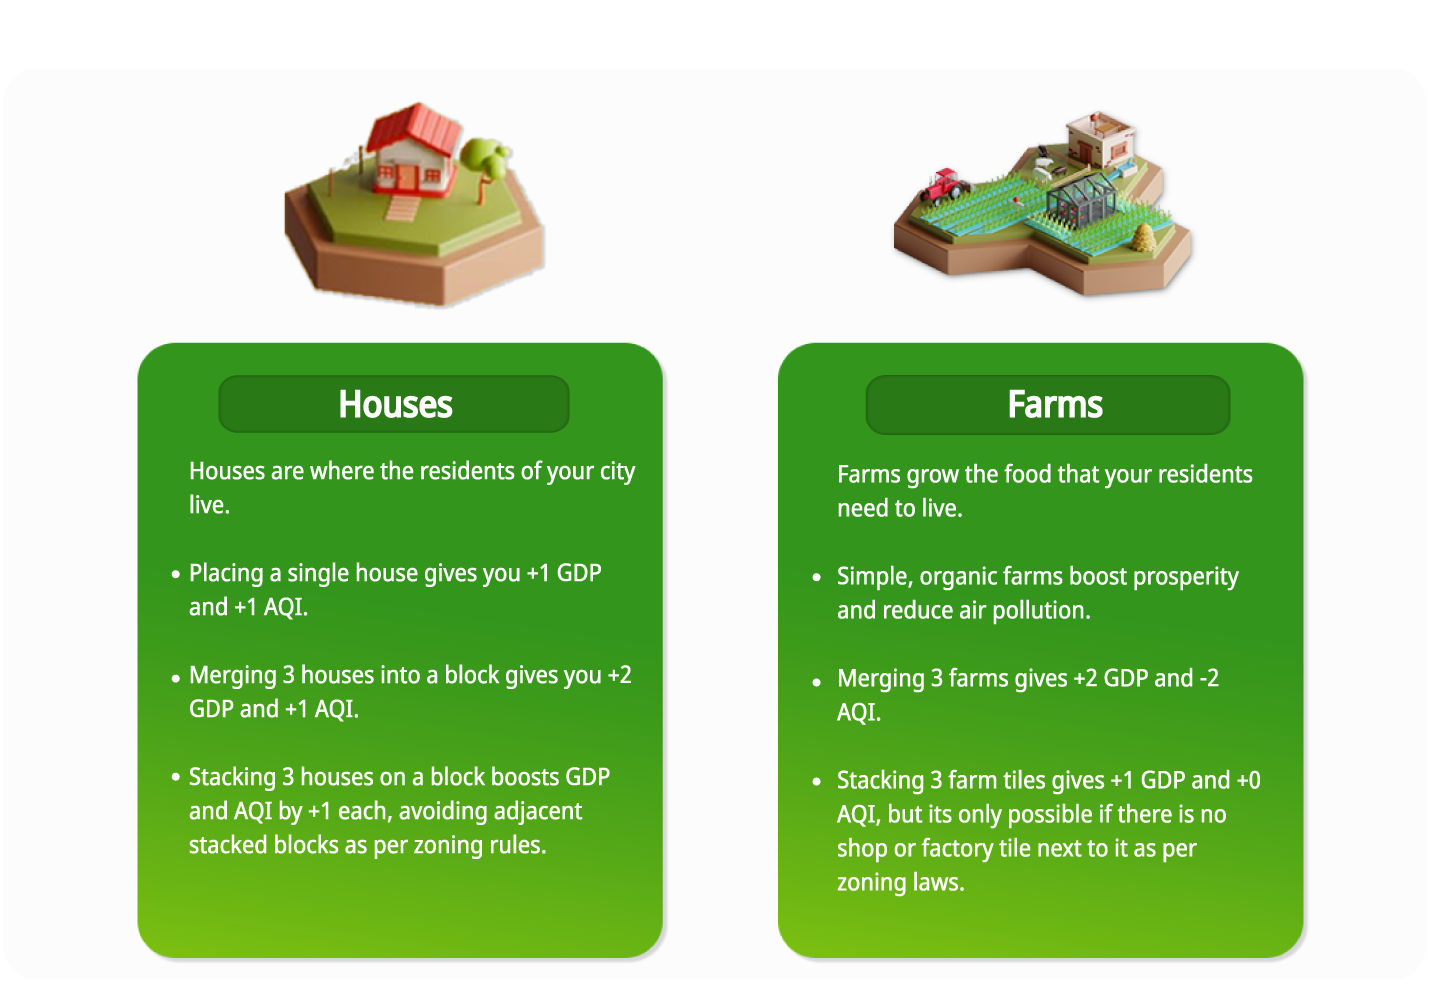 Houses
Houses are where the residents of your city
live.
• Placing a single house gives you +1 GDP
and +1 AQI.
• Merging 3 houses into a block gives you +2
GDP and +1 AQI.
• Stacking 3 houses on a block boosts GDP
and AQI by +1 each, avoiding adjacent
stacked blocks as per zoning rules.
Farms
Farms grow the food that your residents
need to live.
• Simple, organic farms boost prosperity
and reduce air pollution.
• Merging 3 farms gives +2 GDP and -2
AQI.
• Stacking 3 farm tiles gives +1 GDP and +0
AQI, but its only possible if there is no
shop or factory tile next to it as per
zoning laws.